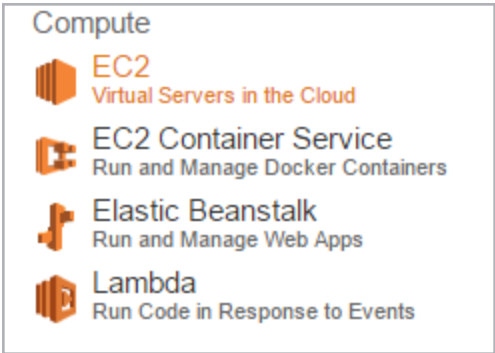 Compute
EC2
Virtual Servers in the Cloud
EC2 Container Service
Run and Manage Docker Containers
Elastic Beanstalk
Run and Manage Web Apps
Lambda
Run Code in Response to Events